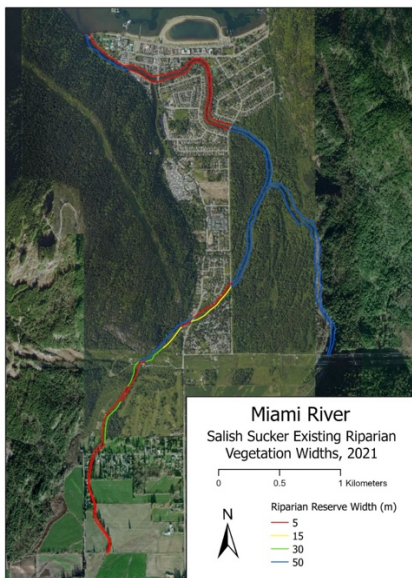 Miami River
Salish Sucker Existing Riparian
Vegetation Widths, 2021
0 0.5 1 Kilometers
N
Riparian Reserve Width (m)
5
15
30
50